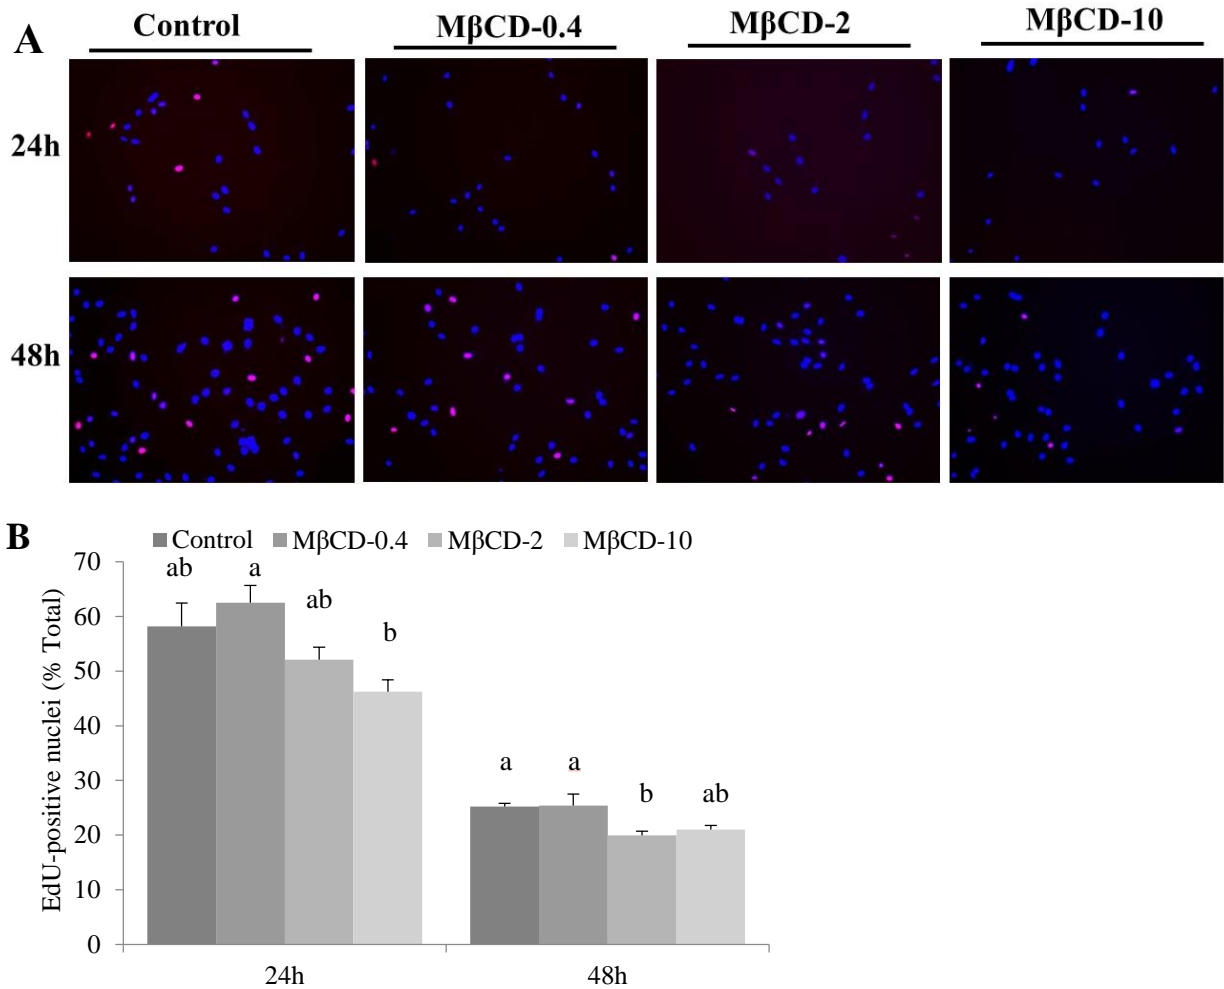 A
Control
MβCD-0.4
MβCD-2
MβCD-10
24h
48h
B
Control MβCD-0.4 MβCD-2 MβCD-10
EdU-positive nuclei (% Total)
70
60
50
40
30
20
10
0
ab a ab b
a a b ab
24h 48h